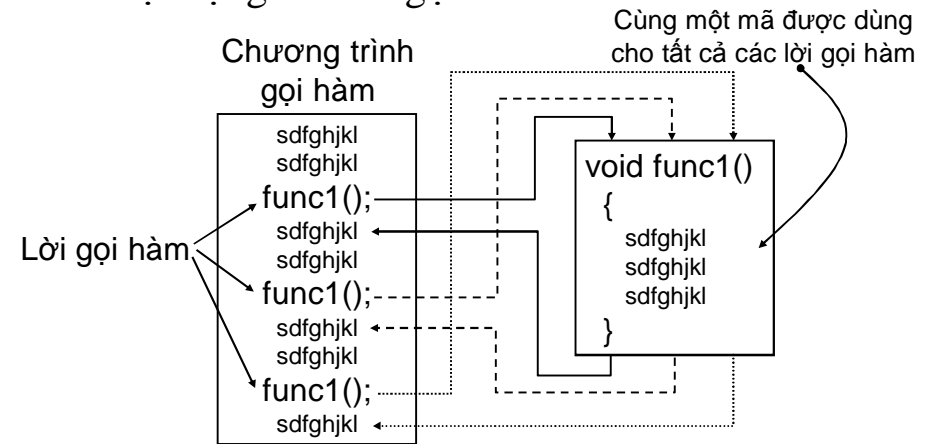 Cùng một mã được dùng
cho tất cả các lời gọi hàm
Chương trình
gọi hàm
sdfghjkl
sdfghjkl
func1();
sdfghjkl
sdfghjkl
func1();
sdfghjkl
sdfghjkl
func1();
sdfghjkl
Lời gọi hàm
void func1()
{
sdfghjkl
sdfghjkl
sdfghjkl
}